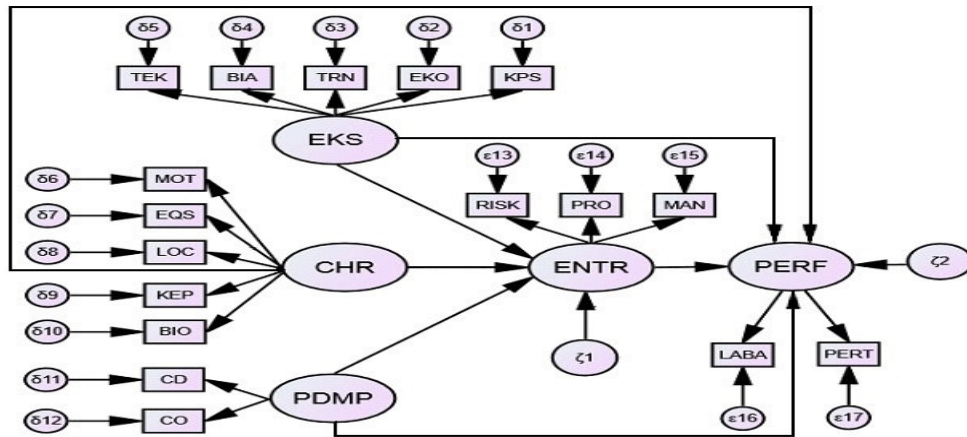 δ5 δ4 δ3 δ2 δ1
TEK BIA TRN EKO KPS
EKS
ε13 ε14 ε15
δ6 MOT
RISK PRO MAN
δ7 EQS
δ8 LOC
CHR ENTR PERF ζ2
δ9 KEP
δ10 BIO
LABA PERT
ζ1
δ11 CD
PDMP
δ12 CO
ε16 ε17